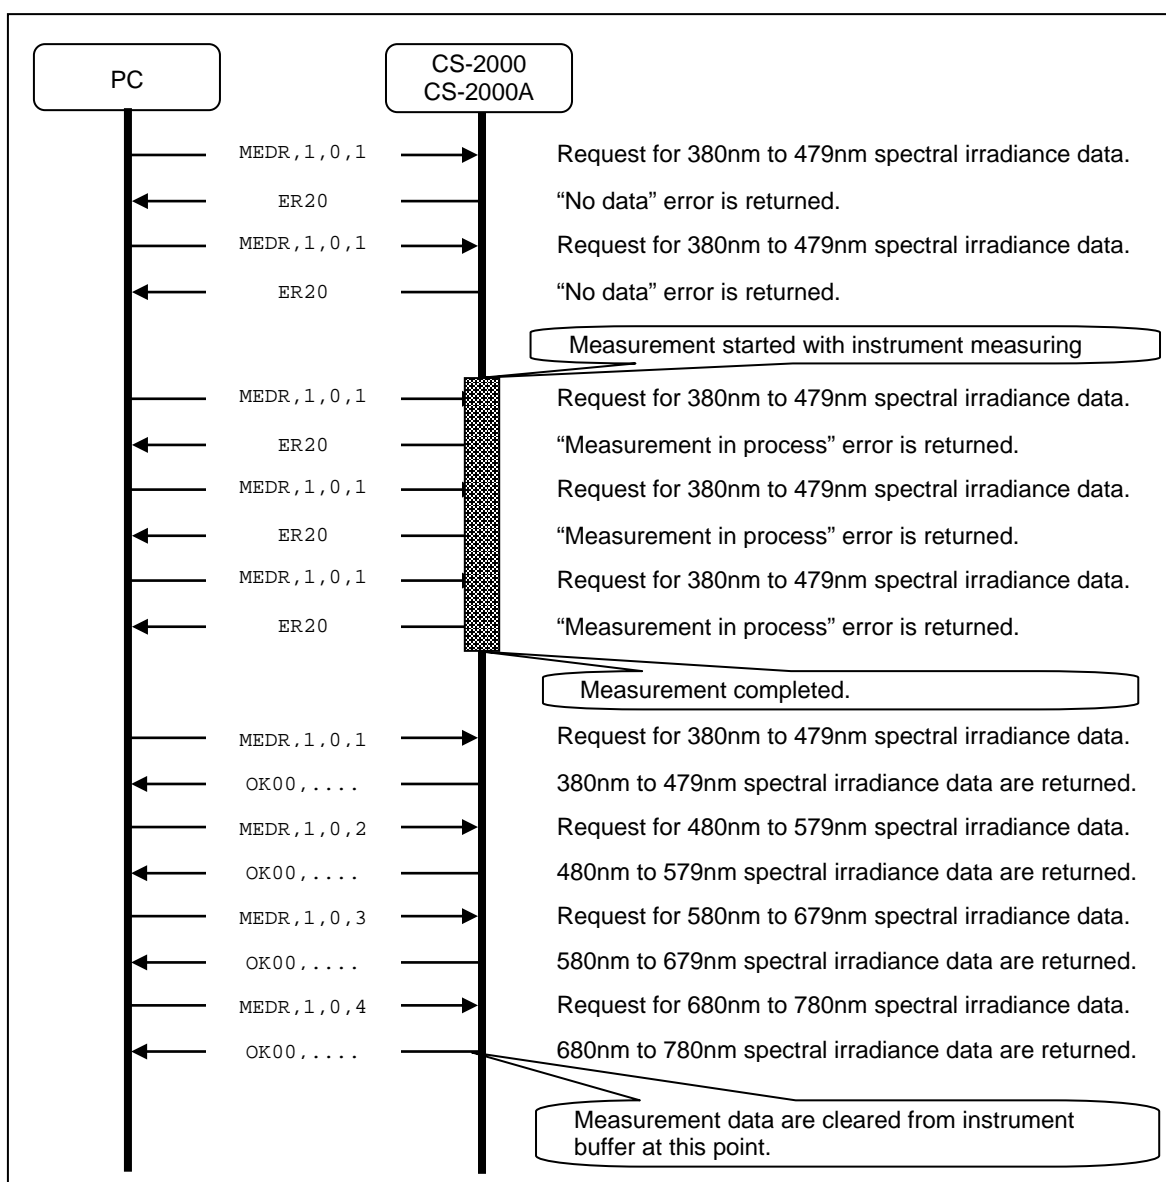 PC
CS-2000
CS-2000A
MEDR,1,0,1 Request for 380nm to 479nm spectral irradiance data.
ER20 “No data” error is returned.
MEDR,1,0,1 Request for 380nm to 479nm spectral irradiance data.
ER20 “No data” error is returned.
Measurement started with instrument measuring
MEDR,1,0,1 Request for 380nm to 479nm spectral irradiance data.
ER20 “Measurement in process” error is returned.
MEDR,1,0,1 Request for 380nm to 479nm spectral irradiance data.
ER20 “Measurement in process” error is returned.
MEDR,1,0,1 Request for 380nm to 479nm spectral irradiance data.
ER20 “Measurement in process” error is returned.
Measurement completed.
MEDR,1,0,1 Request for 380nm to 479nm spectral irradiance data.
OK00,.... 380nm to 479nm spectral irradiance data are returned.
MEDR,1,0,2 Request for 480nm to 579nm spectral irradiance data.
OK00,.... 480nm to 579nm spectral irradiance data are returned.
MEDR,1,0,3 Request for 580nm to 679nm spectral irradiance data.
OK00,.... 580nm to 679nm spectral irradiance data are returned.
MEDR,1,0,4 Request for 680nm to 780nm spectral irradiance data.
OK00,.... 680nm to 780nm spectral irradiance data are returned.
Measurement data are cleared from instrument
buffer at this point.